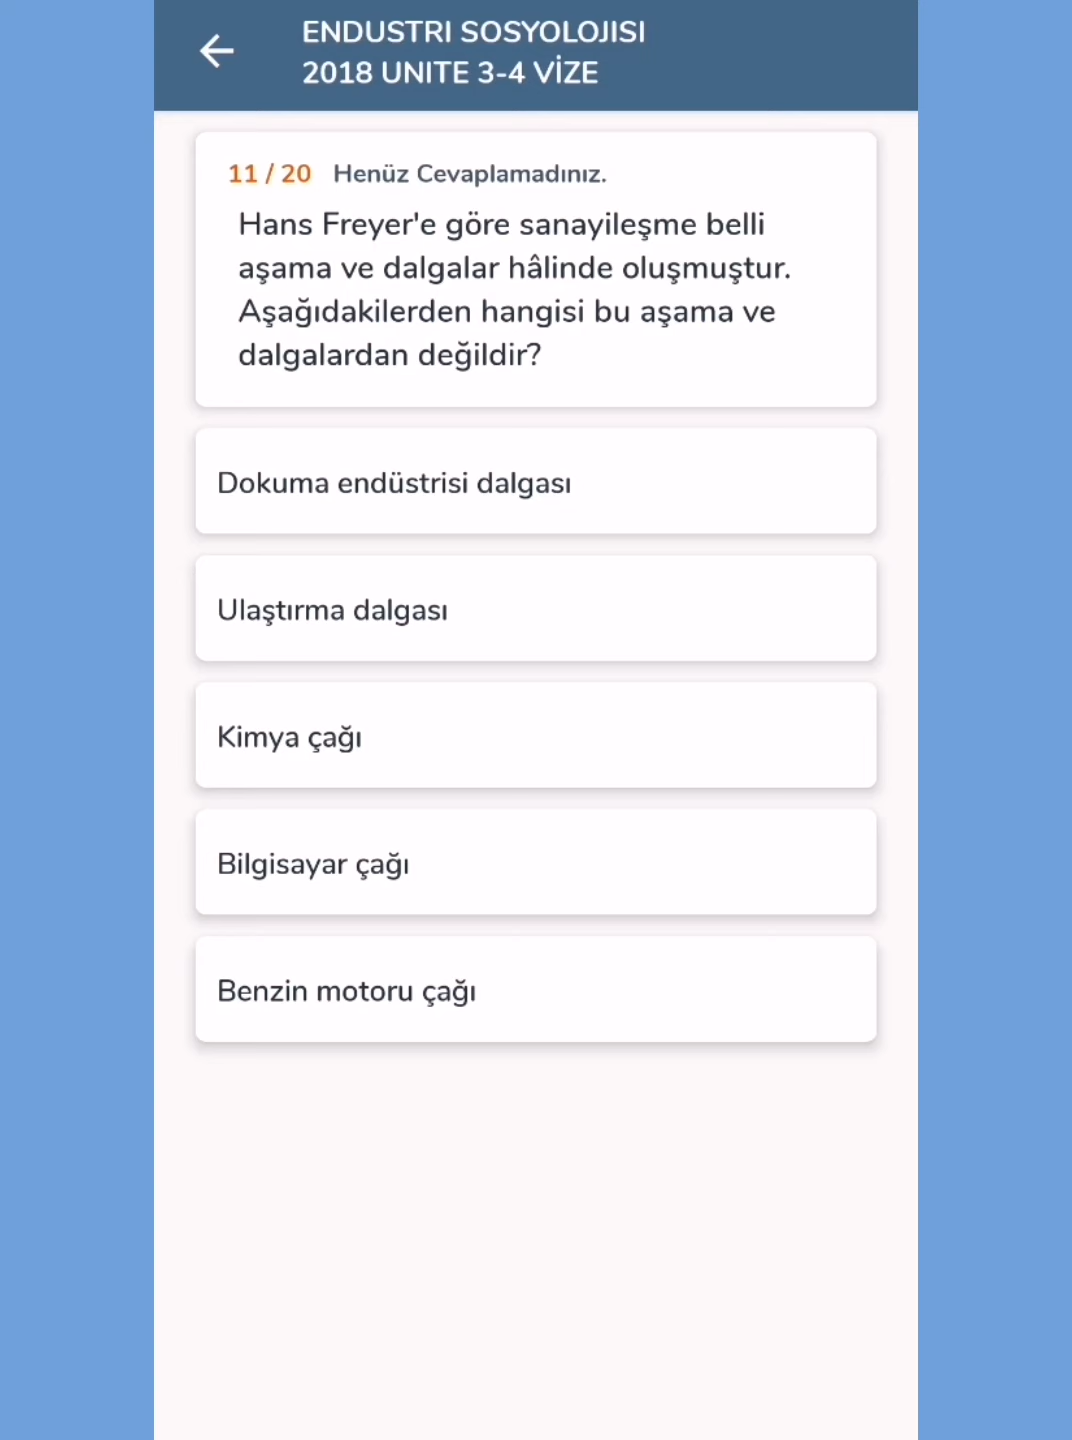 ENDUSTRI SOSYOLOJISI
2018 UNITE 3-4 VİZE
11 / 20 Henüz Cevaplamadınız.
Hans Freyer'e göre sanayileşme belli
aşama ve dalgalar hâlinde oluşmuştur.
Aşağıdakilerden hangisi bu aşama ve
dalgalardan değildir?
Dokuma endüstrisi dalgası
Ulaştırma dalgası
Kimya çağı
Bilgisayar çağı
Benzin motoru çağı